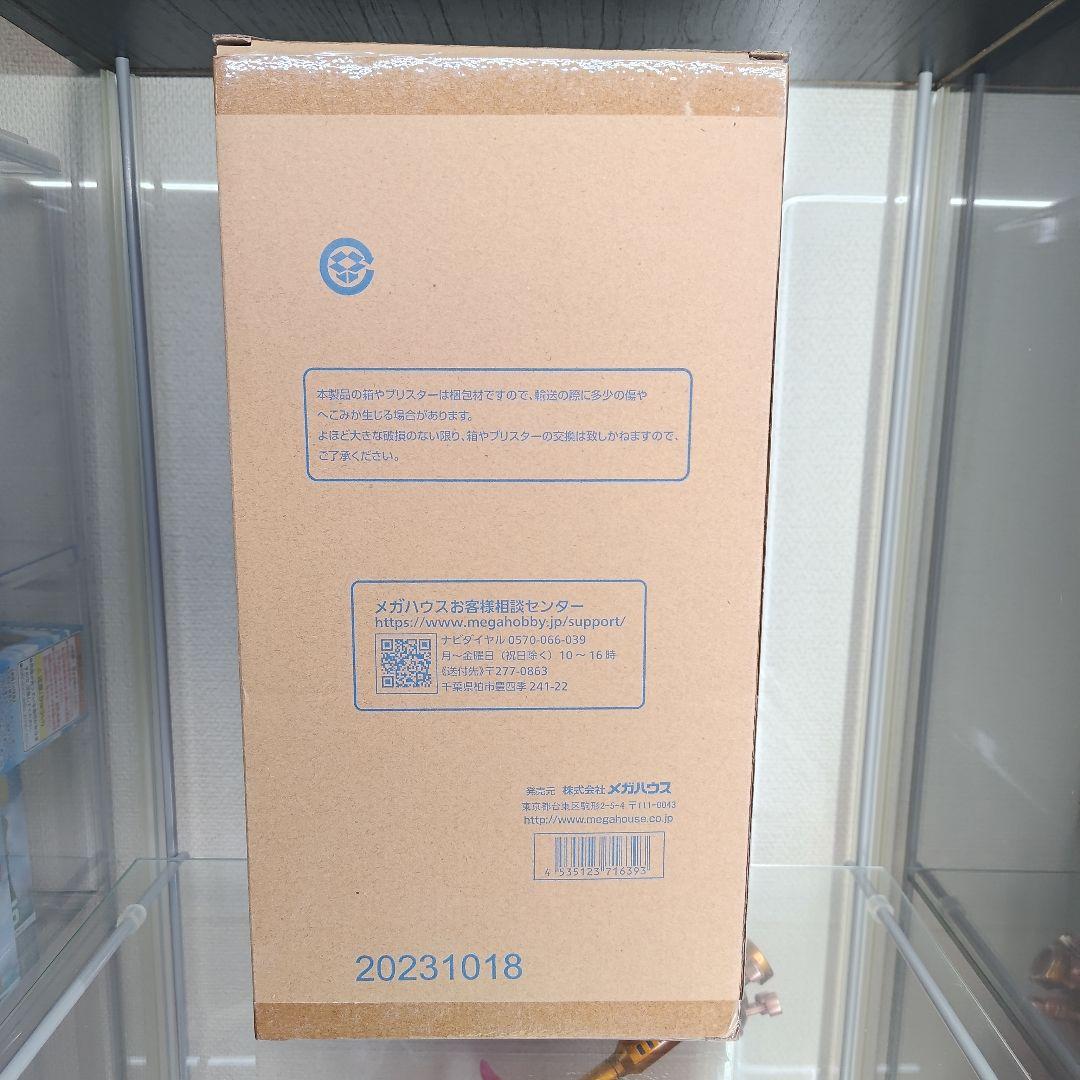 本製品の箱やブリスターは梱包材ですので、輸送の際に多少の傷や
へこみが生じる場合があります。
よほど大きな破損のない限り、箱やブリスターの交換は致しかねますので、
ご了承ください。
メガハウスお客様相談センター
https://www.megahobby.jp/support/
ナビダイヤル 0570-066-039
月〜金曜日（祝日除く）10〜16時
《送付先》〒277-0863
千葉県柏市豊四季 241-22
発売元 株式会社メガハウス
東京都台東区駒形2-5-4 〒111-0043
http://www.megahouse.co.jp
4 535123 716393
20231018